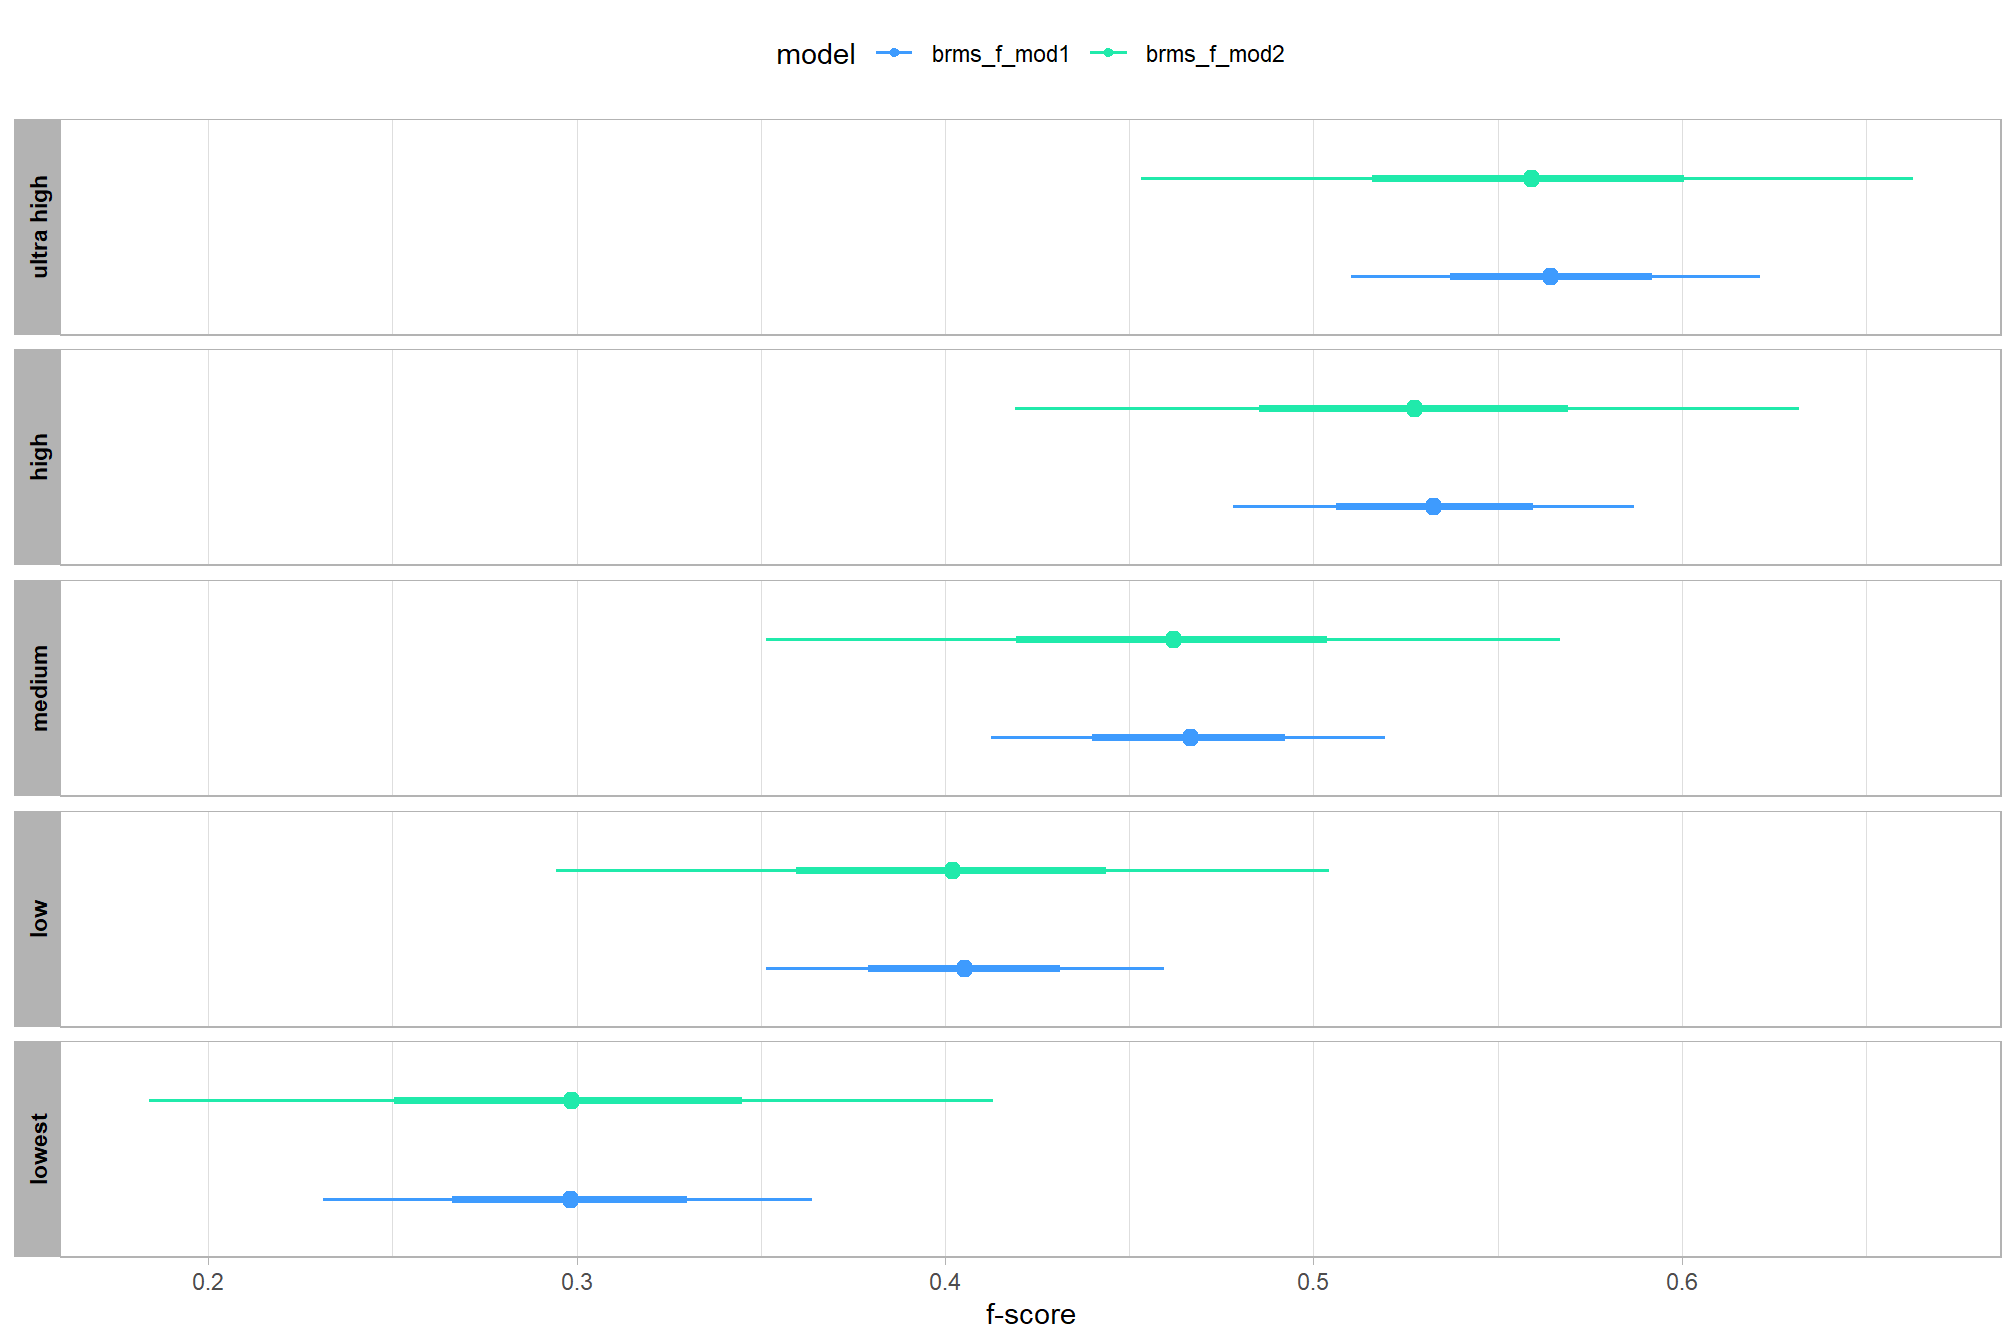 model brms_f_mod1 brms_f_mod2
ultra high
high
medium
low
lowest
0.2 0.3 0.4 0.5 0.6
f-score